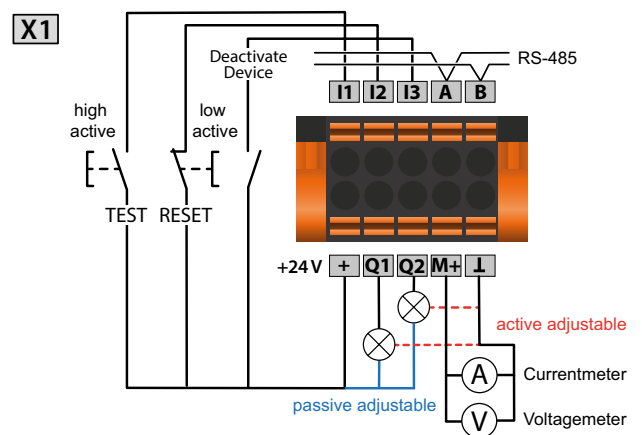 X1
Deactivate
Device
RS-485
I1 I2 I3 A B
high
active
low
active
TEST RESET
+24 V + Q1 Q2 M+ ⊥
active adjustable
passive adjustable
A Currentmeter
V Voltagemeter